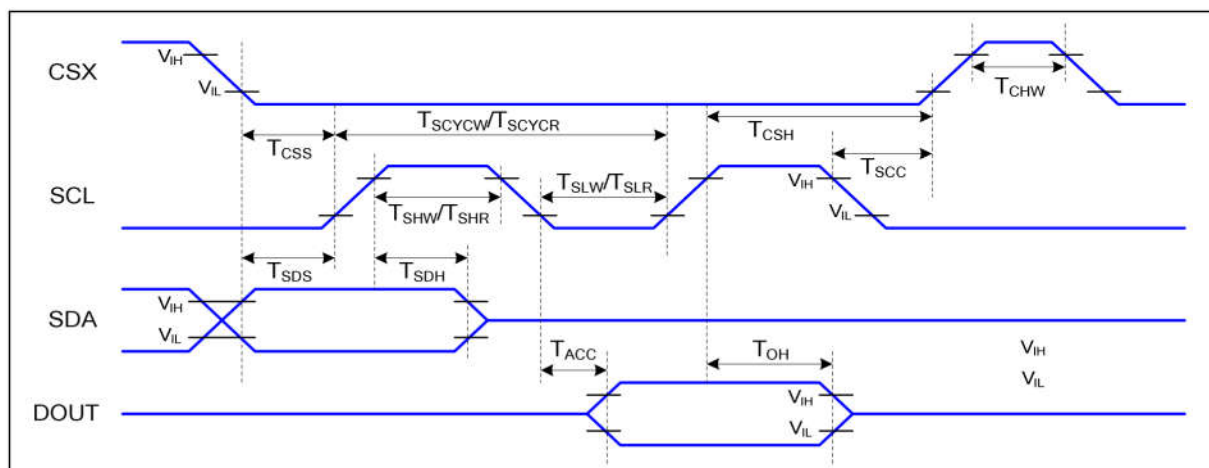 CSX
VIH
VIL
TCHW
TCSS
TSCYCW/TSCYCR
TCSH
TSCC
SCL
TSHW/TSHR
TSLW/TSLR
VIH
VIL
TSDS
TSDH
SDA
VIH
VIL
TACC
TOH
VIH
VIL
DOUT
VIH
VIL